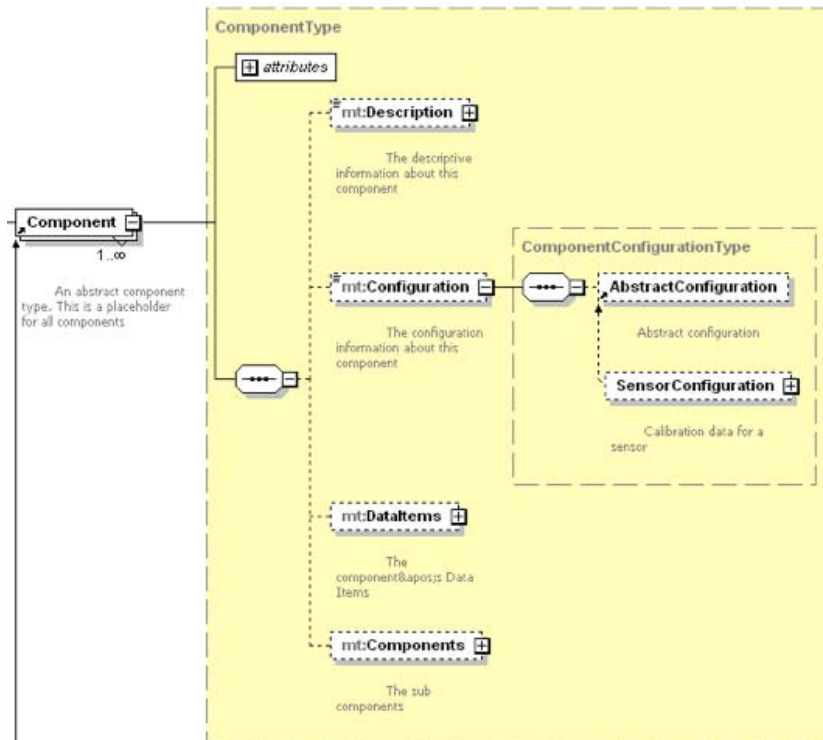 ComponentType
attributes
mt:Description
The descriptive
information about this
component
Component
1..∞
An abstract component
type. This is a placeholder
for all components
mt:Configuration
The configuration
information about this
component
ComponentConfigurationType
AbstractConfiguration
Abstract configuration
SensorConfiguration
Calibration data for a
sensor
mt:DataItems
The
component&apos;s Data
Items
mt:Components
The sub
components